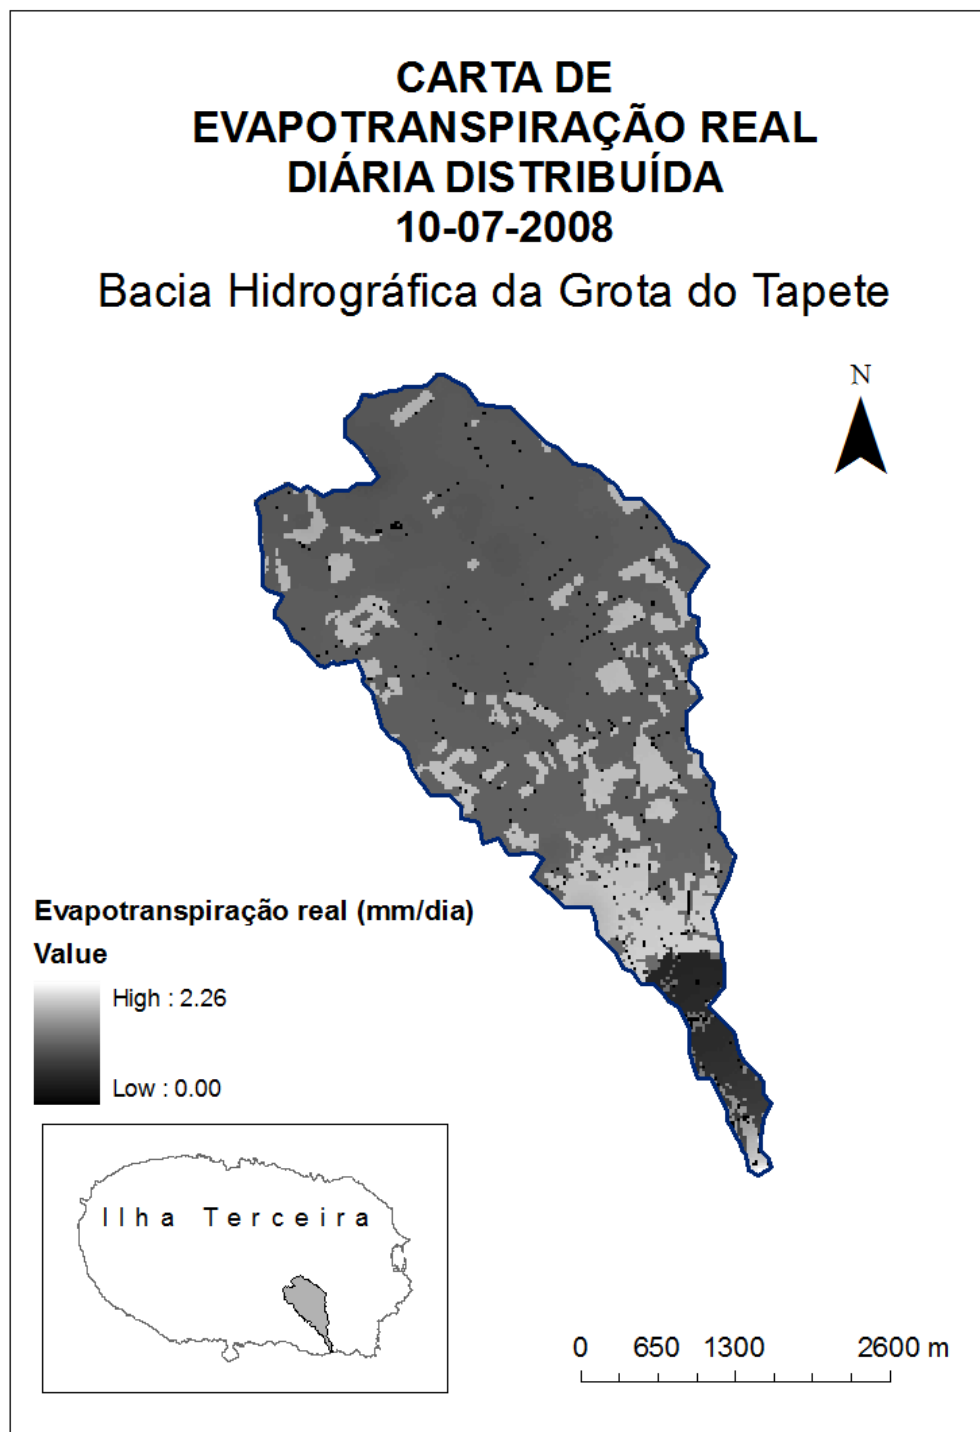 CARTA DE
EVAPOTRANSPIRAÇÃO REAL
DIÁRIA DISTRIBUÍDA
10-07-2008
Bacia Hidrográfica da Grota do Tapete
N
Evapotranspiração real (mm/dia)
Value
High : 2.26
Low : 0.00
Ilha Terceira
0 650 1300 2600 m